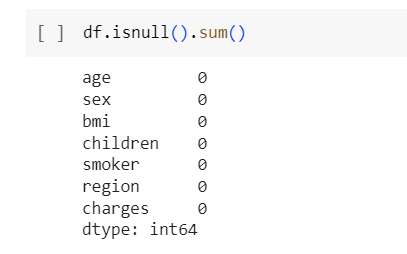 [ ] df.isnull().sum()
age 0
sex 0
bmi 0
children 0
smoker 0
region 0
charges 0
dtype: int64